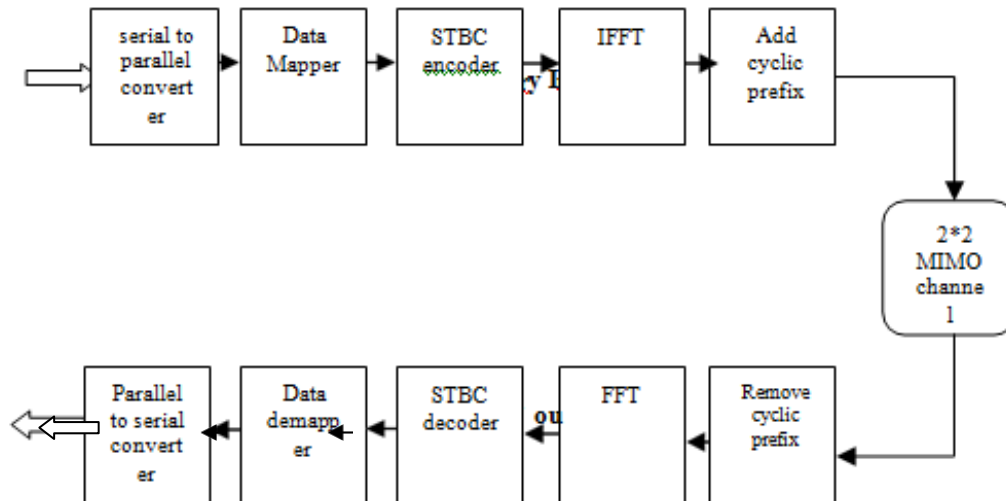 serial to
parallel
convert
er
Data
Mapper
STBC
encoder
IFFT
Add
cyclic
prefix
2*2
MIMO
channe
l
Parallel
to serial
convert
er
Data
demapp
er
STBC
decoder
ou
FFT
Remove
cyclic
prefix